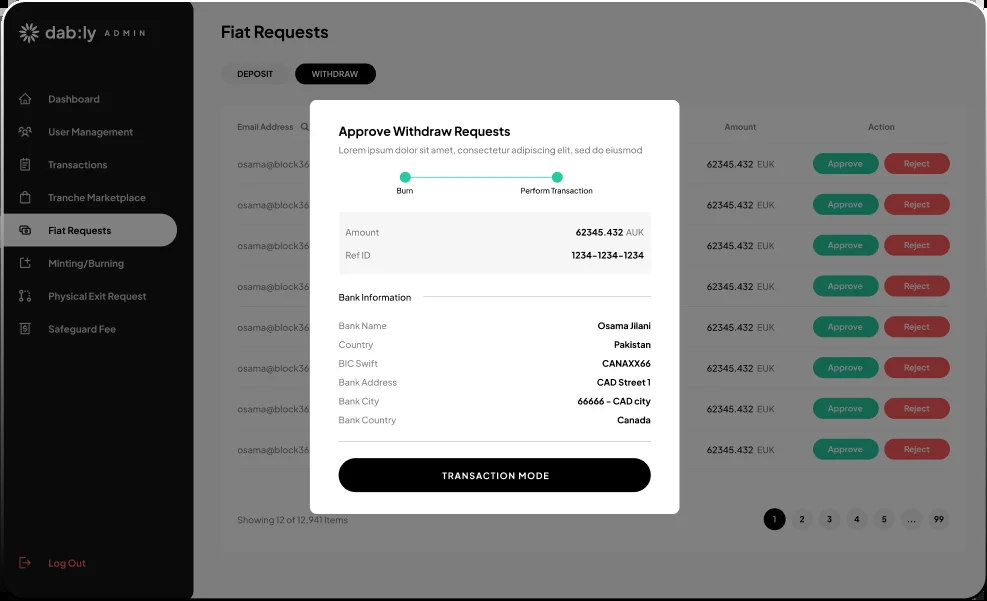 dab:ly ADMIN
Dashboard
User Management
Transactions
Tranche Marketplace
Fiat Requests
Minting/Burning
Physical Exit Request
Safeguard Fee
Log Out
Fiat Requests
DEPOSIT WITHDRAW
Email Address Amount Action
osama@block36 62345.432 EUK Approve Reject
osama@block36 62345.432 EUK Approve Reject
osama@block36 62345.432 EUK Approve Reject
osama@block36 62345.432 EUK Approve Reject
osama@block36 62345.432 EUK Approve Reject
osama@block36 62345.432 EUK Approve Reject
osama@block36 62345.432 EUK Approve Reject
osama@block36 62345.432 EUK Approve Reject
Showing 12 of 12,941 Items
1 2 3 4 5 ... 99
Approve Withdraw Requests
Lorem ipsum dolor sit amet, consectetur adipiscing elit, sed do eiusmod
Burn Perform Transaction
Amount 62345.432 AUK
Ref ID 1234-1234-1234
Bank Information
Bank Name Osama Jilani
Country Pakistan
BIC Swift CANAXX66
Bank Address CAD Street 1
Bank City 66666 - CAD city
Bank Country Canada
TRANSACTION MODE